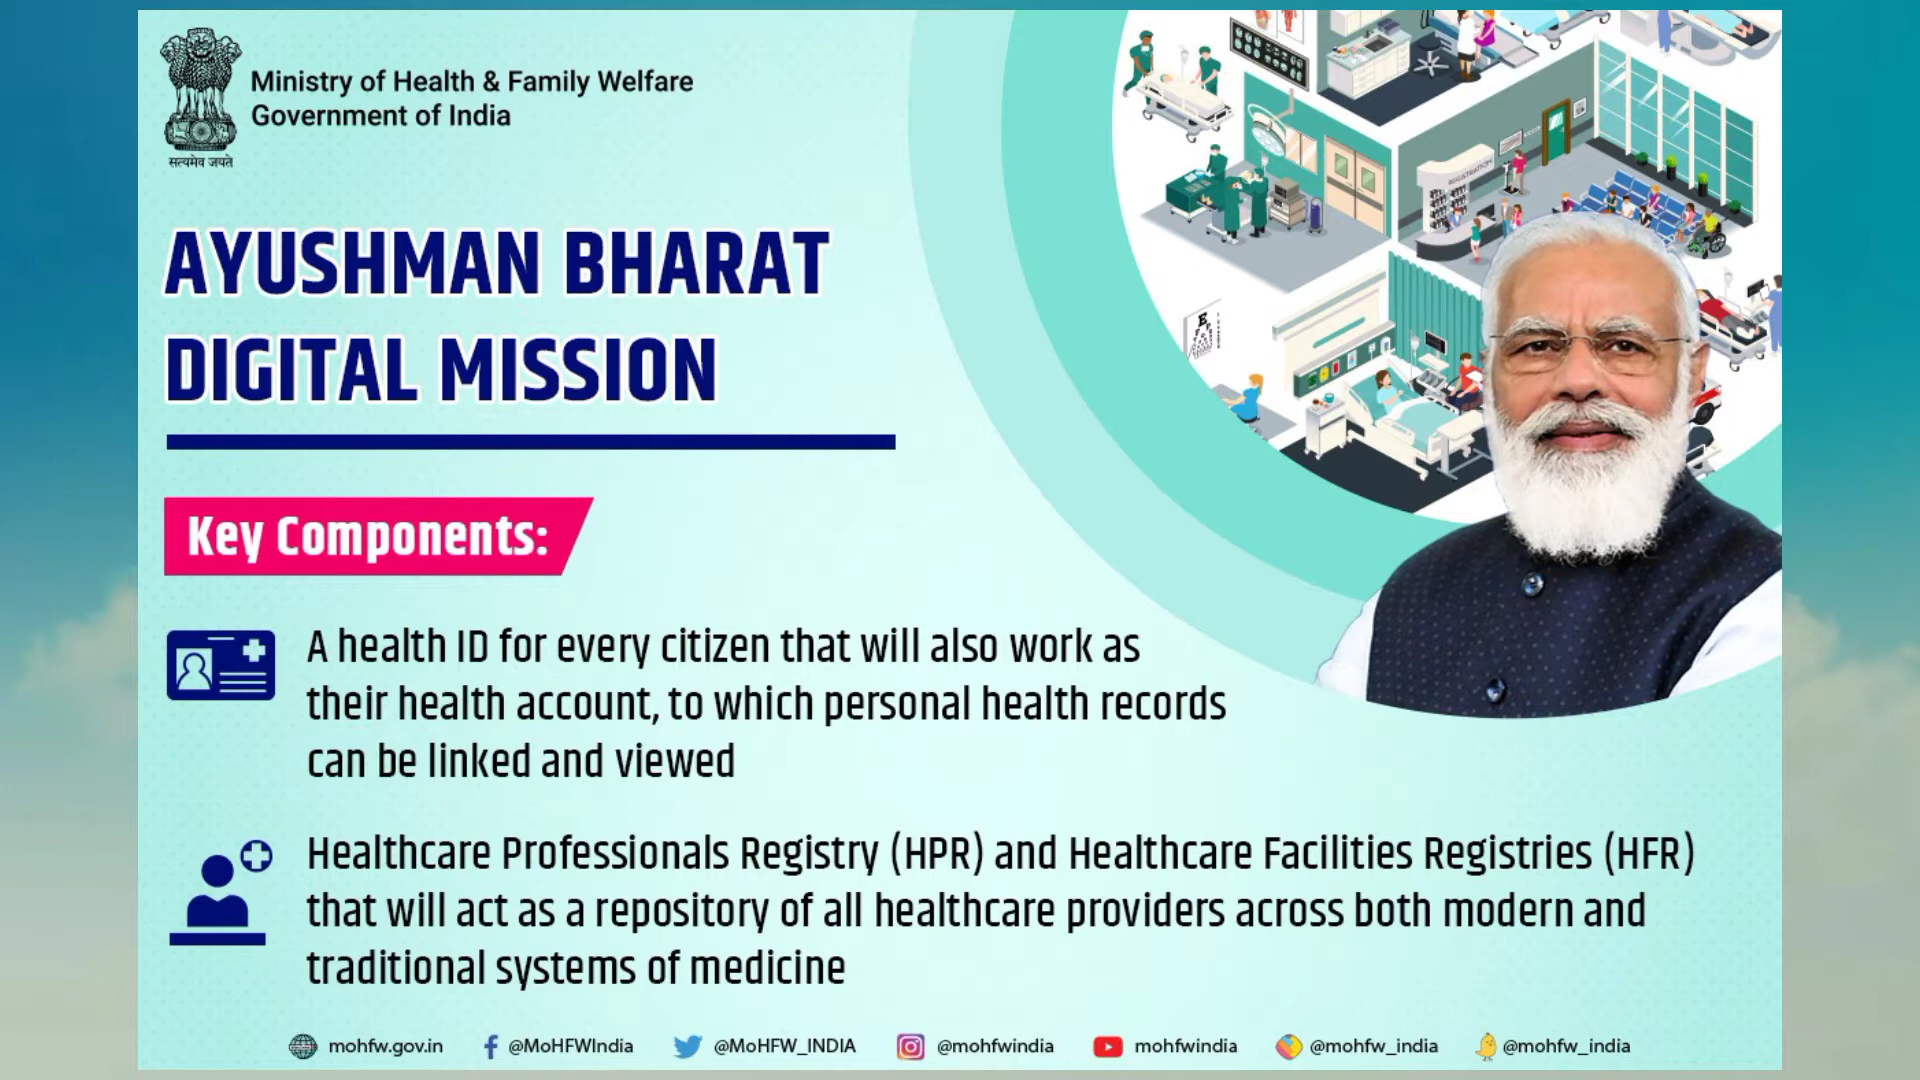 Ministry of Health & Family Welfare
Government of India
सत्यमेव जयते
AYUSHMAN BHARAT
DIGITAL MISSION
Key Components:
A health ID for every citizen that will also work as
their health account, to which personal health records
can be linked and viewed
Healthcare Professionals Registry (HPR) and Healthcare Facilities Registries (HFR)
that will act as a repository of all healthcare providers across both modern and
traditional systems of medicine
REGISTRATION
mohfw.gov.in @MoHFWIndia @MoHFW_INDIA @mohfwindia mohfwindia @mohfw_india @mohfw_india